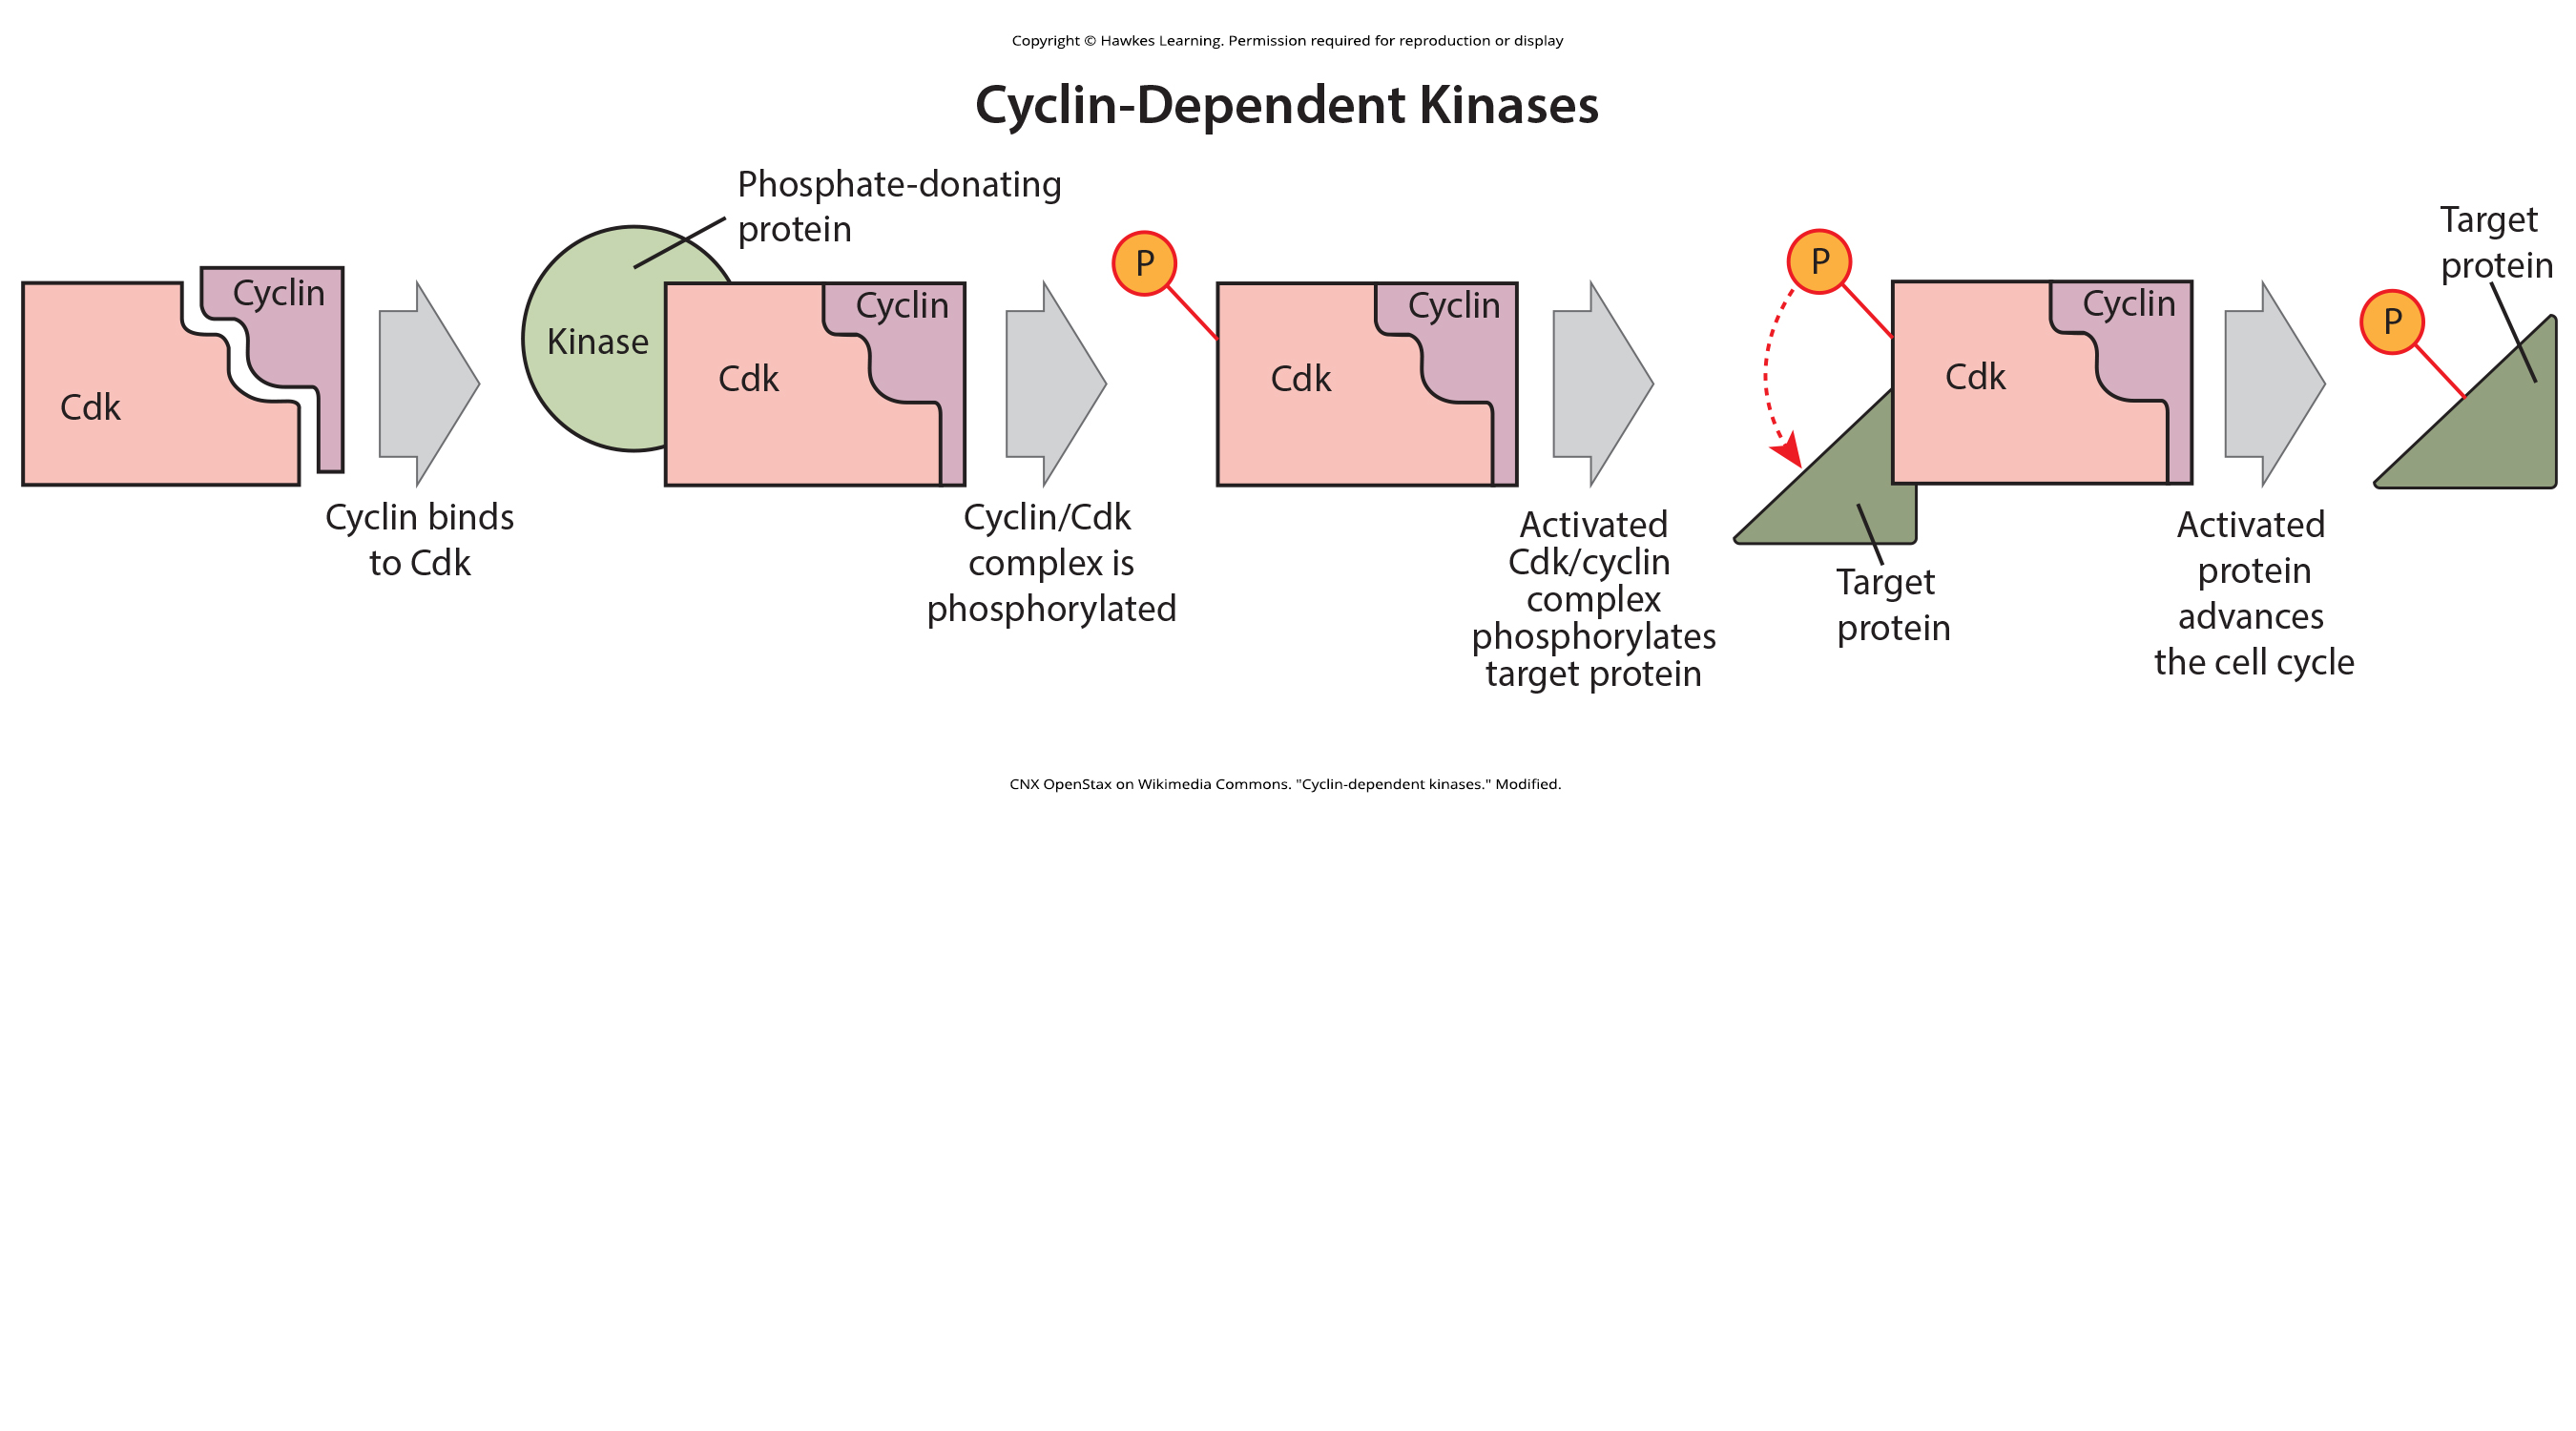 Copyright © Hawkes Learning. Permission required for reproduction or display
Cyclin-Dependent Kinases
Cdk
Cyclin
Cyclin binds
to Cdk
Phosphate-donating
protein
Kinase
Cdk
Cyclin
Cyclin/Cdk
complex is
phosphorylated
P
Cdk
Cyclin
Activated
Cdk/cyclin
complex
phosphorylates
target protein
P
Cdk
Cyclin
Target
protein
Activated
protein
advances
the cell cycle
Target
protein
P
CNX OpenStax on Wikimedia Commons. "Cyclin-dependent kinases." Modified.